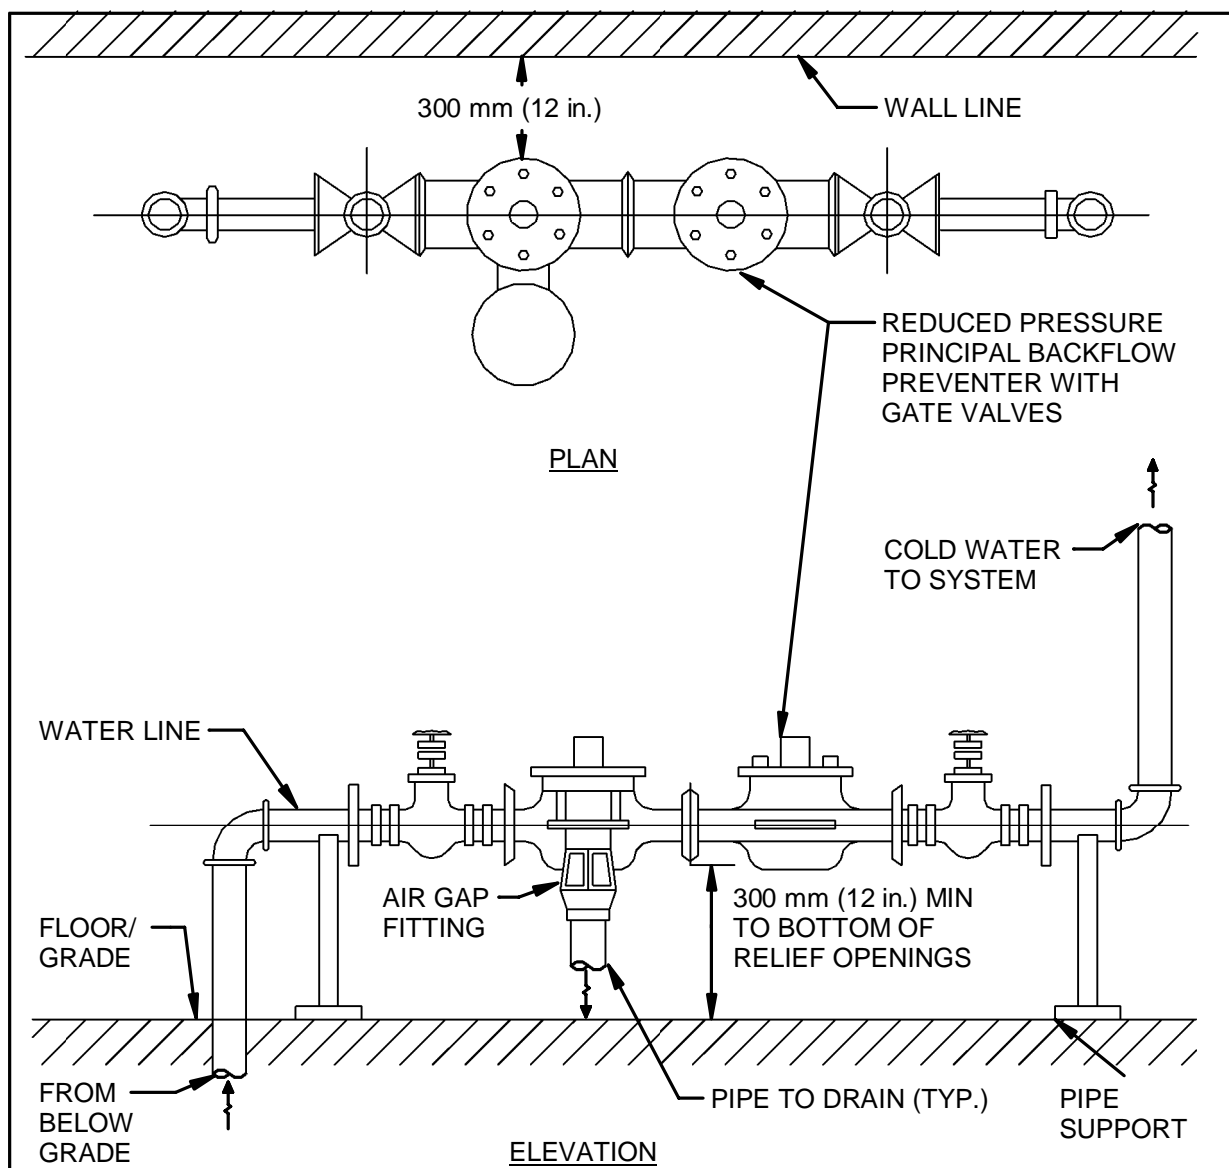 300 mm (12 in.)
WALL LINE
REDUCED PRESSURE
PRINCIPAL BACKFLOW
PREVENTER WITH
GATE VALVES
PLAN
COLD WATER
TO SYSTEM
WATER LINE
AIR GAP
FITTING
300 mm (12 in.) MIN
TO BOTTOM OF
RELIEF OPENINGS
FLOOR/
GRADE
FROM
BELOW
GRADE
PIPE TO DRAIN (TYP.)
PIPE
SUPPORT
ELEVATION